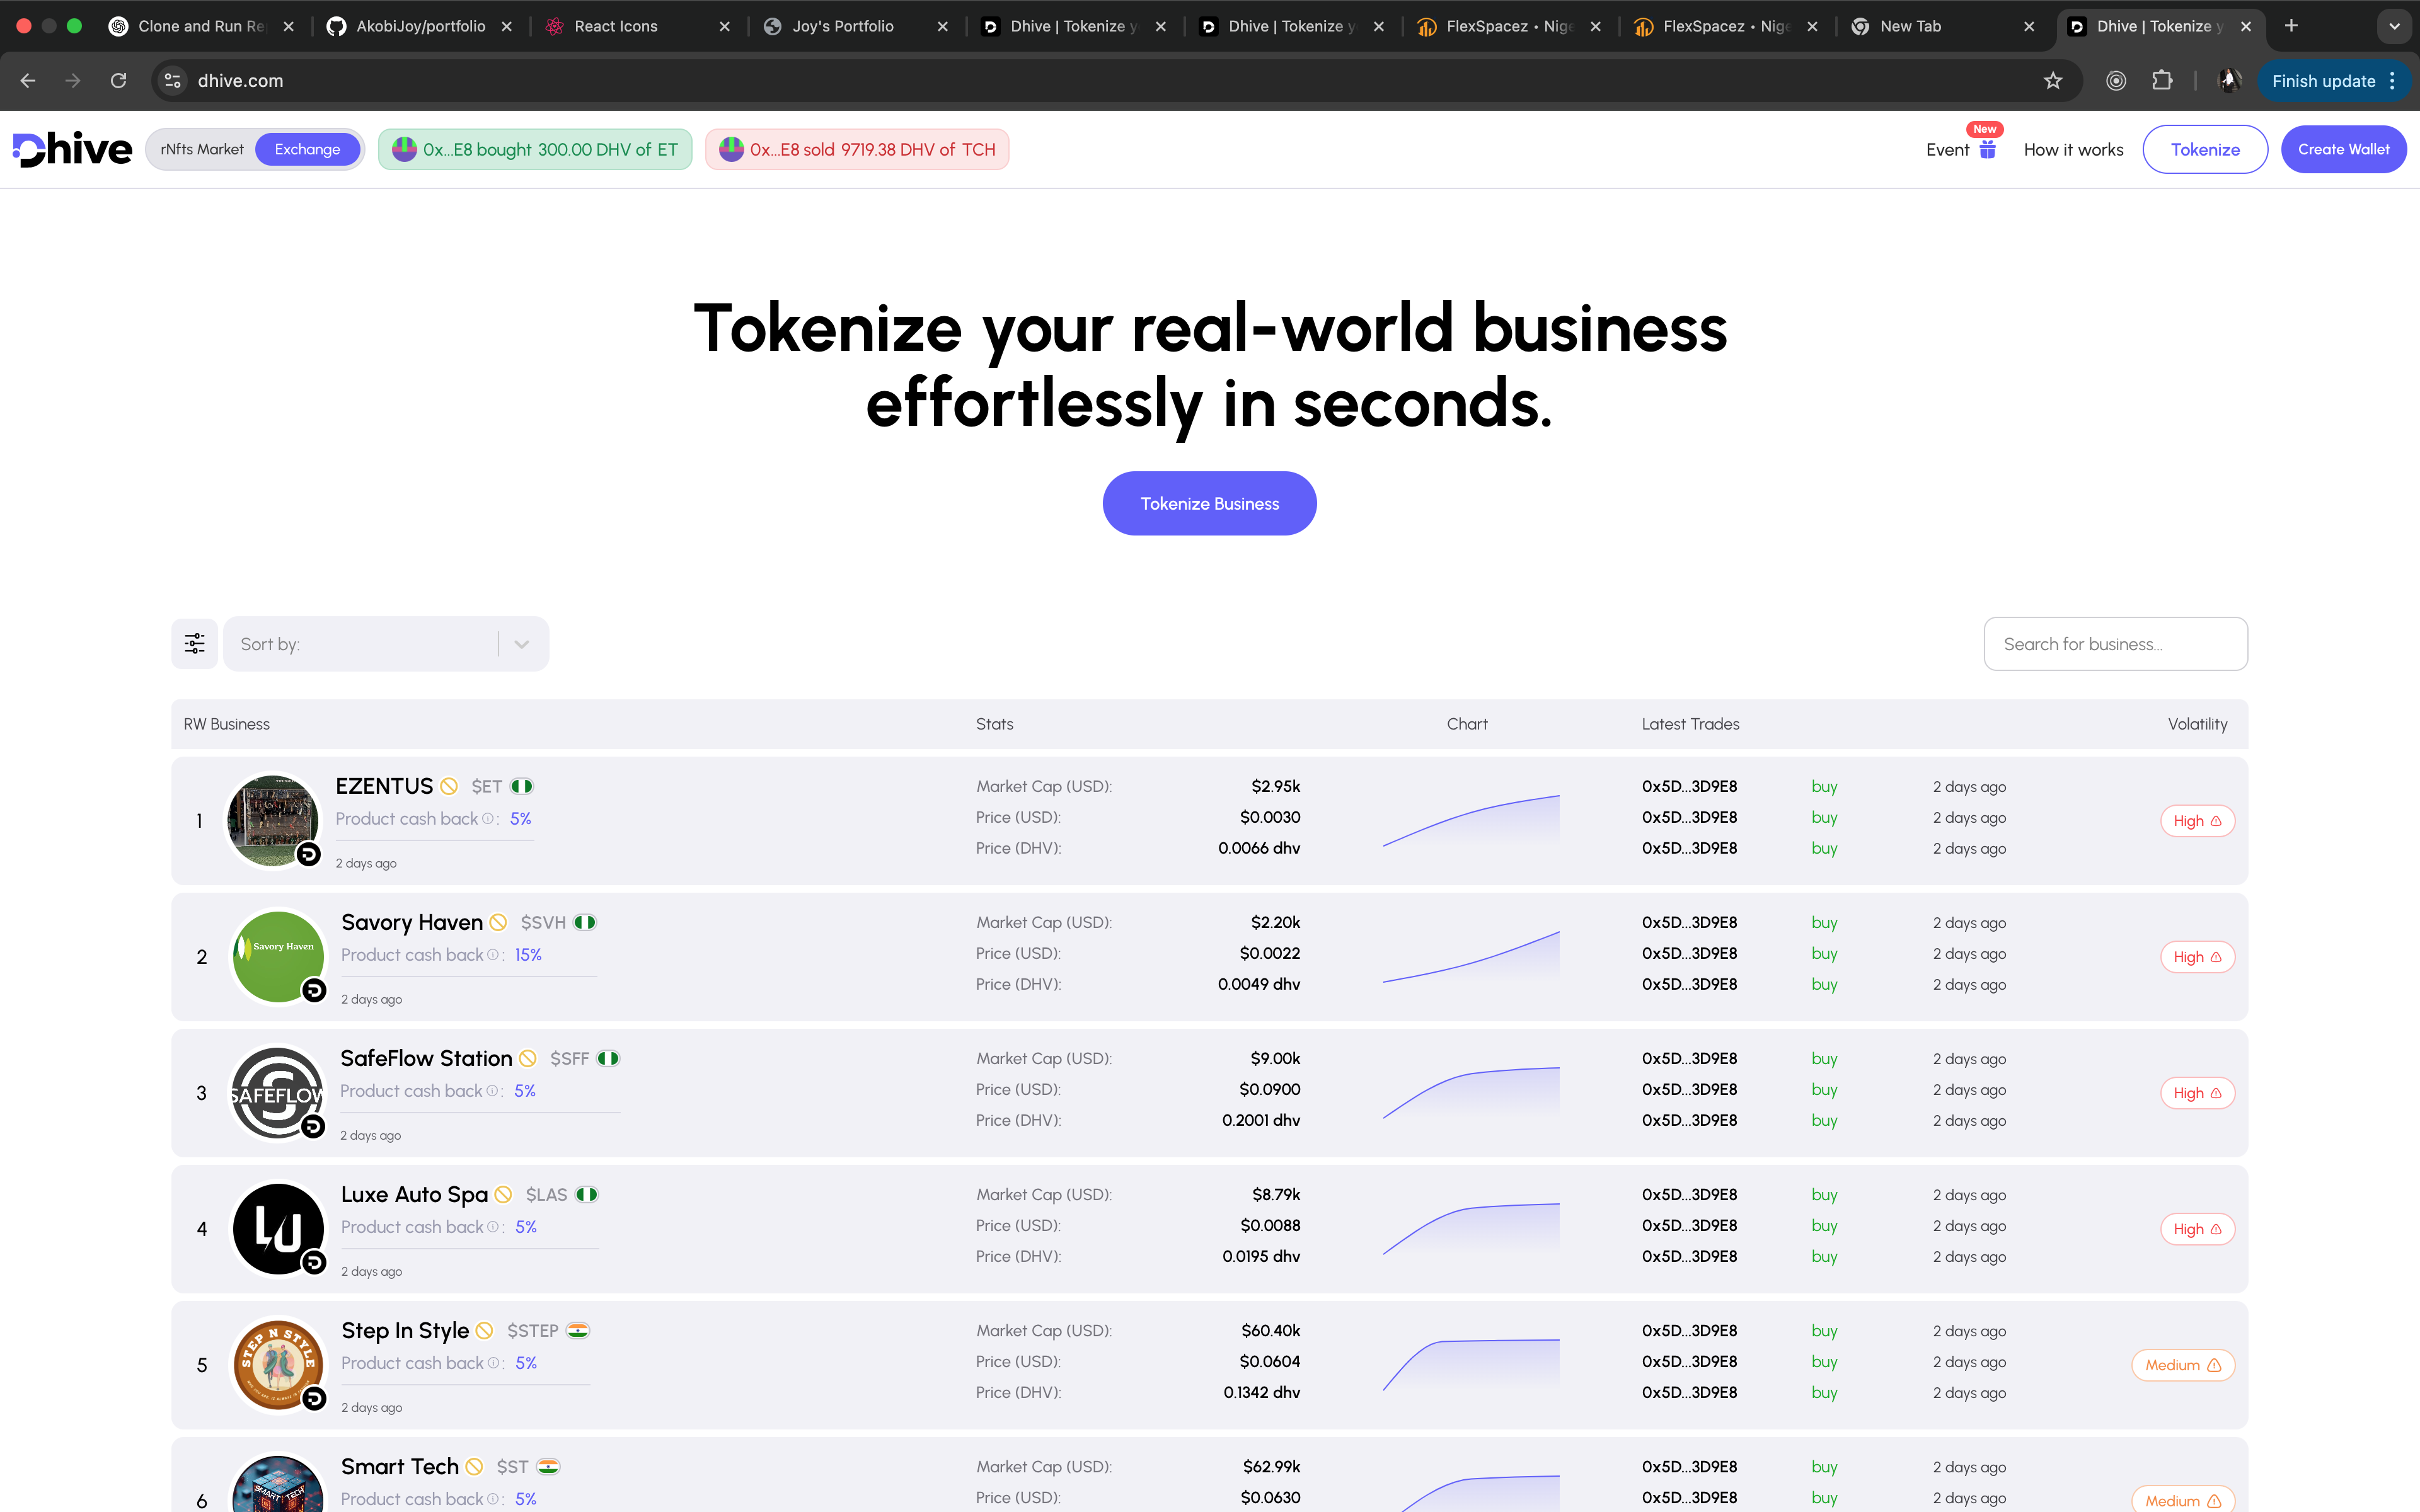 Clone and Run Re
AkobiJoy/portfolio
React Icons
Joy's Portfolio
Dhive | Tokenize y
Dhive | Tokenize y
FlexSpacez • Nige
FlexSpacez • Nige
New Tab
Dhive | Tokenize y
dhive.com
Finish update
Dhive
rNfts Market
Exchange
0x...E8 bought 300.00 DHV of ET
0x...E8 sold 9719.38 DHV of TCH
New
Event
How it works
Tokenize
Create Wallet
Tokenize your real-world business
effortlessly in seconds.
Tokenize Business
Sort by:
Search for business...
RW Business Stats Chart Latest Trades Volatility
1
EZENTUS $ET
Product cash back : 5%
2 days ago
Market Cap (USD): $2.95k
Price (USD): $0.0030
Price (DHV): 0.0066 dhv
0x5D...3D9E8 buy 2 days ago
0x5D...3D9E8 buy 2 days ago
0x5D...3D9E8 buy 2 days ago
High
2
Savory Haven
Savory Haven $SVH
Product cash back : 15%
2 days ago
Market Cap (USD): $2.20k
Price (USD): $0.0022
Price (DHV): 0.0049 dhv
0x5D...3D9E8 buy 2 days ago
0x5D...3D9E8 buy 2 days ago
0x5D...3D9E8 buy 2 days ago
High
3
SAFEFLOW
SafeFlow Station $SFF
Product cash back : 5%
2 days ago
Market Cap (USD): $9.00k
Price (USD): $0.0900
Price (DHV): 0.2001 dhv
0x5D...3D9E8 buy 2 days ago
0x5D...3D9E8 buy 2 days ago
0x5D...3D9E8 buy 2 days ago
High
4
LU
Luxe Auto Spa $LAS
Product cash back : 5%
2 days ago
Market Cap (USD): $8.79k
Price (USD): $0.0088
Price (DHV): 0.0195 dhv
0x5D...3D9E8 buy 2 days ago
0x5D...3D9E8 buy 2 days ago
0x5D...3D9E8 buy 2 days ago
High
5
STEP N STYLE
Step In Style $STEP
Product cash back : 5%
2 days ago
Market Cap (USD): $60.40k
Price (USD): $0.0604
Price (DHV): 0.1342 dhv
0x5D...3D9E8 buy 2 days ago
0x5D...3D9E8 buy 2 days ago
0x5D...3D9E8 buy 2 days ago
Medium
6
SMART TECH
Smart Tech $ST
Product cash back : 5%
Market Cap (USD): $62.99k
Price (USD): $0.0630
0x5D...3D9E8 buy 2 days ago
0x5D...3D9E8 buy 2 days ago
Medium